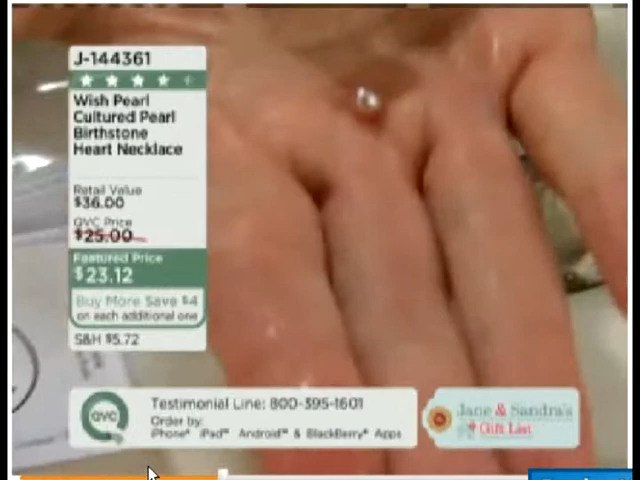 J-144361
Wish Pearl
Cultured Pearl
Birthstone
Heart Necklace
Retail Value
$36.00
QVC Price
$25.00
Featured Price
$23.12
Buy More Save $4
on each additional one
S&H $5.72
QVC
Testimonial Line: 800-395-1601
Order by:
iPhone® iPad™ Android™ & BlackBerry® Apps
Jane & Sandra's
Gift List